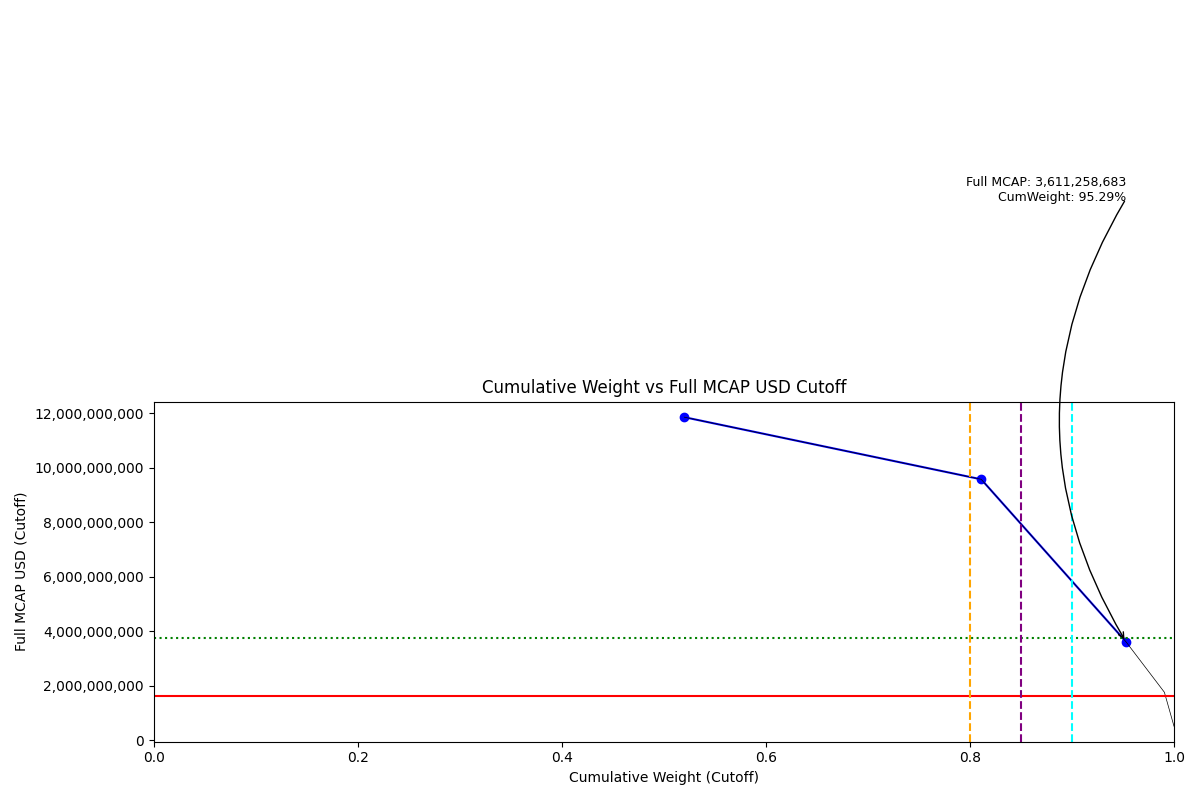 Full MCAP: 3,611,258,683
CumWeight: 95.29%
Cumulative Weight vs Full MCAP USD Cutoff
12,000,000,000
10,000,000,000
8,000,000,000
6,000,000,000
4,000,000,000
2,000,000,000
0
Full MCAP USD (Cutoff)
0.0 0.2 0.4 0.6 0.8 1.0
Cumulative Weight (Cutoff)